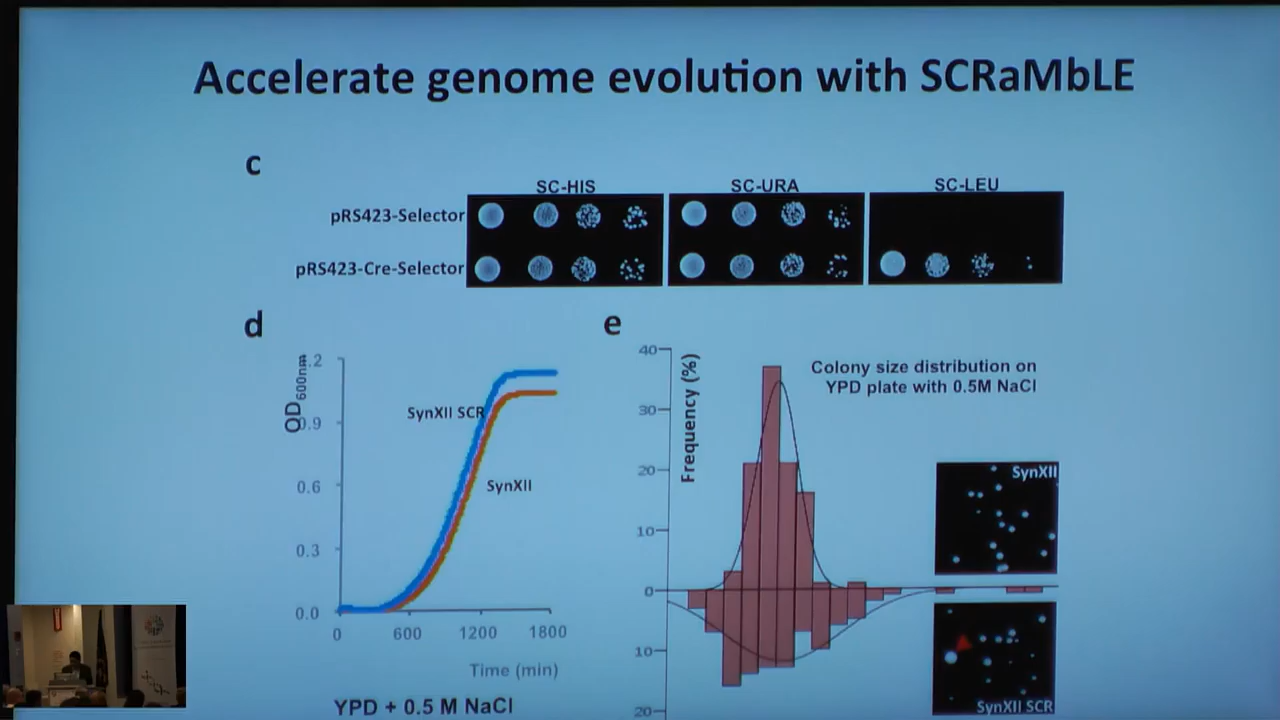 Accelerate genome evolution with SCRaMbLE
c
SC-HIS
SC-URA
SC-LEU
pRS423-Selector
pRS423-Cre-Selector
d
OD600nm
.2
0.9
0.6
0.3
0.0
SynXII SCR
SynXII
0
600
1200
1800
Time (min)
YPD + 0.5 M NaCl
e
Frequency (%)
40
30
20
10
0
10
20
Colony size distribution on
YPD plate with 0.5M NaCl
SynXII
SynXII SCR